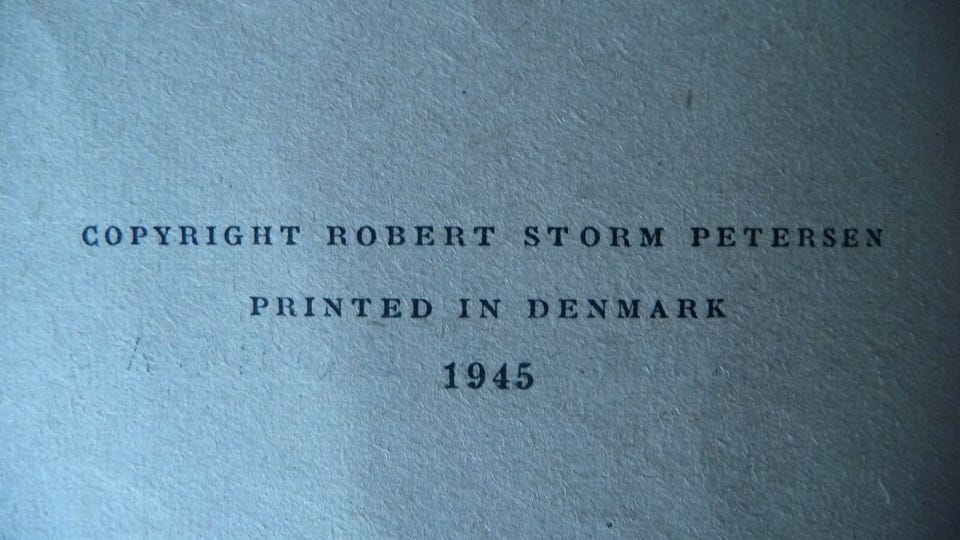 COPYRIGHT ROBERT STORM PETERSEN
PRINTED IN DENMARK
1945